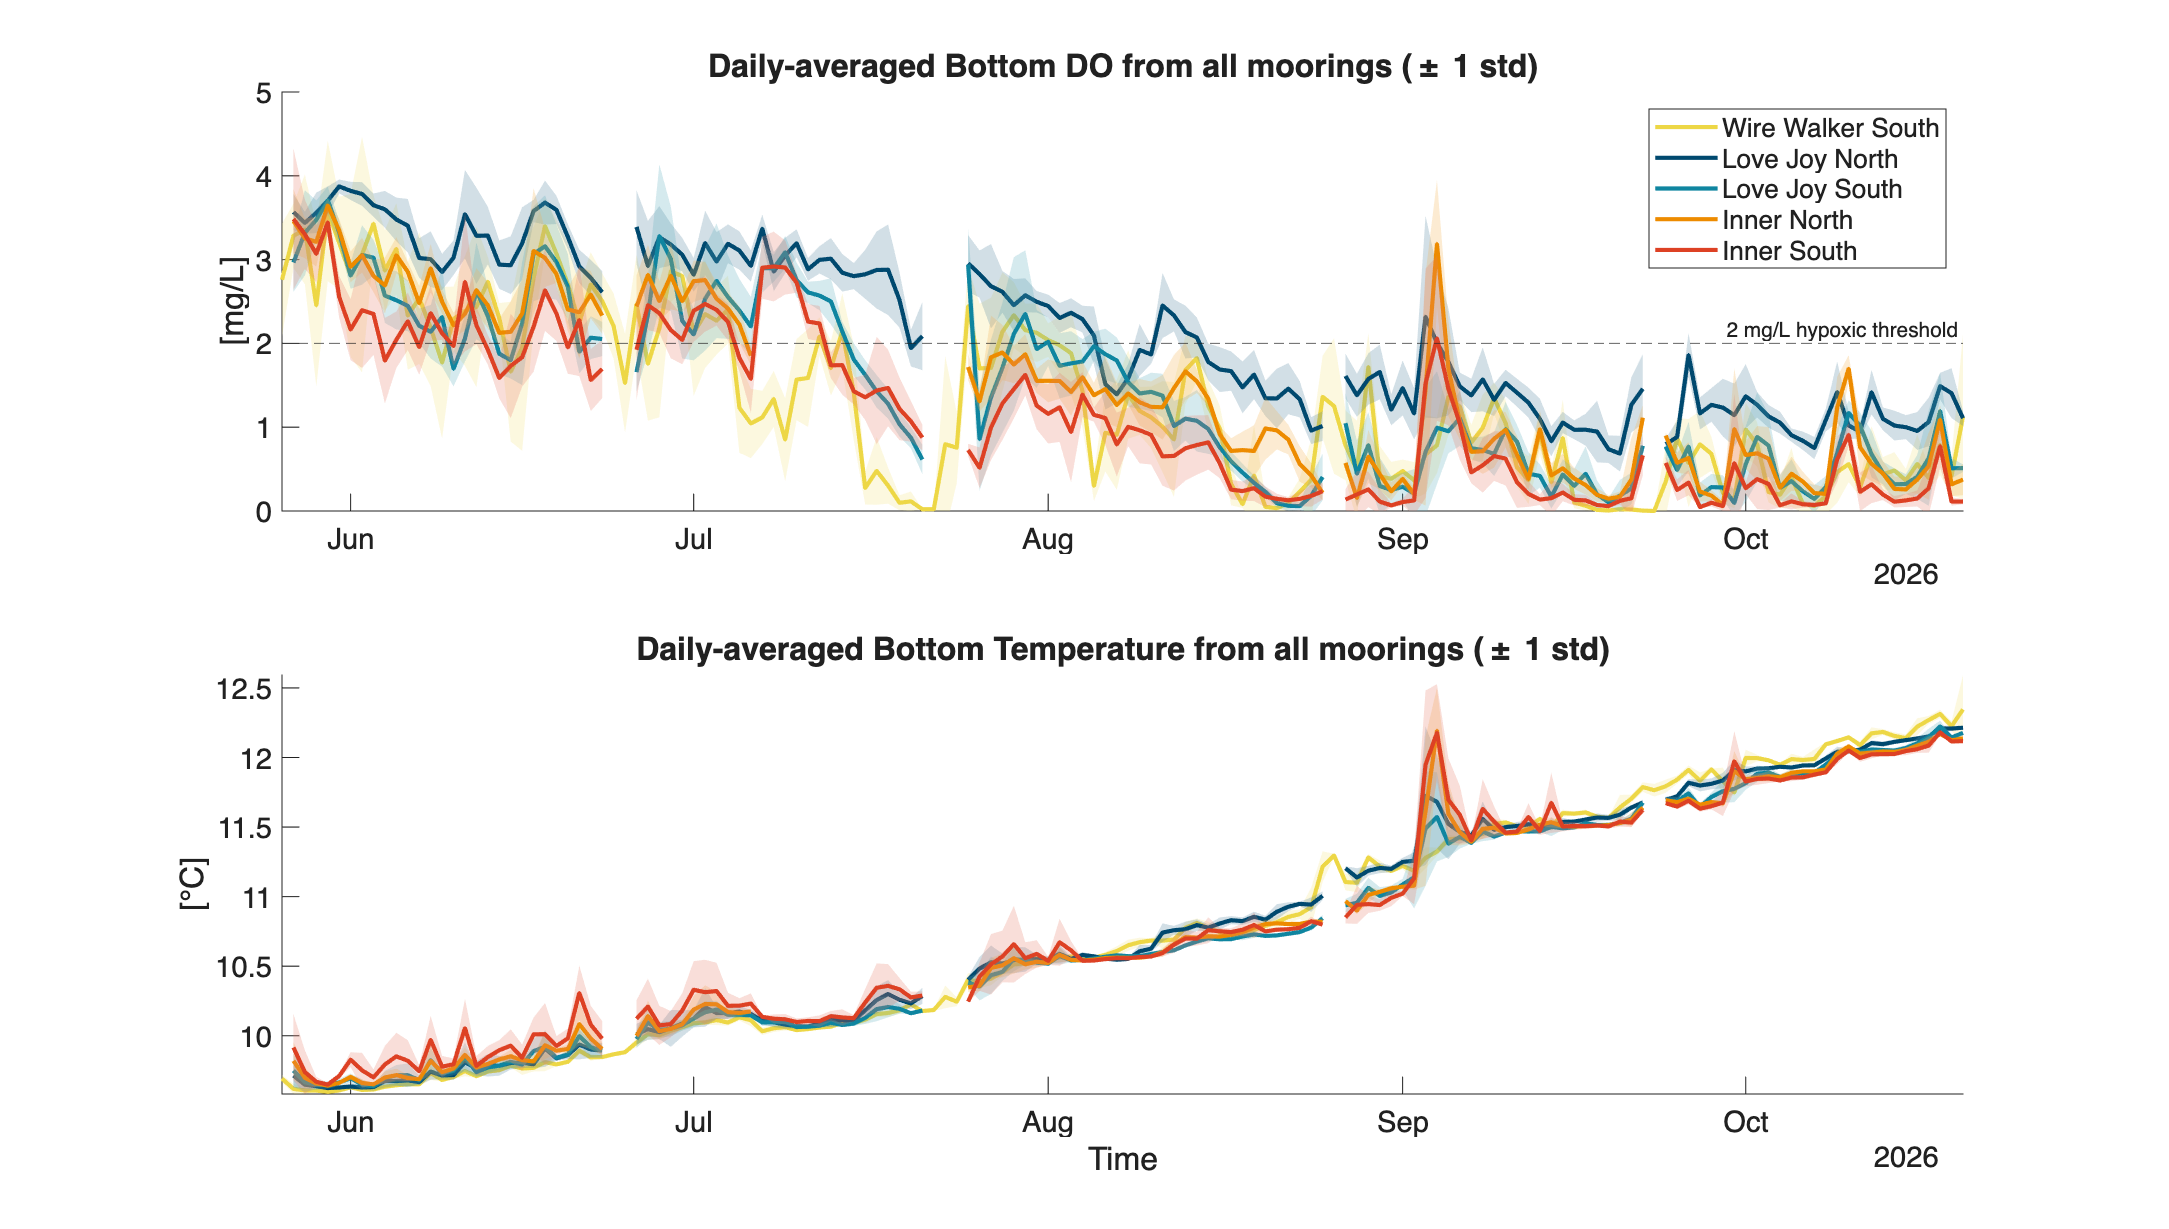 Daily-averaged Bottom DO from all moorings ( ± 1 std)
5
4
3
2
1
0
[mg/L]
Wire Walker South
Love Joy North
Love Joy South
Inner North
Inner South
2 mg/L hypoxic threshold
Jun Jul Aug Sep Oct
2026
Daily-averaged Bottom Temperature from all moorings ( ± 1 std)
12.5
12
11.5
11
10.5
10
[°C]
Jun Jul Aug Sep Oct
Time
2026